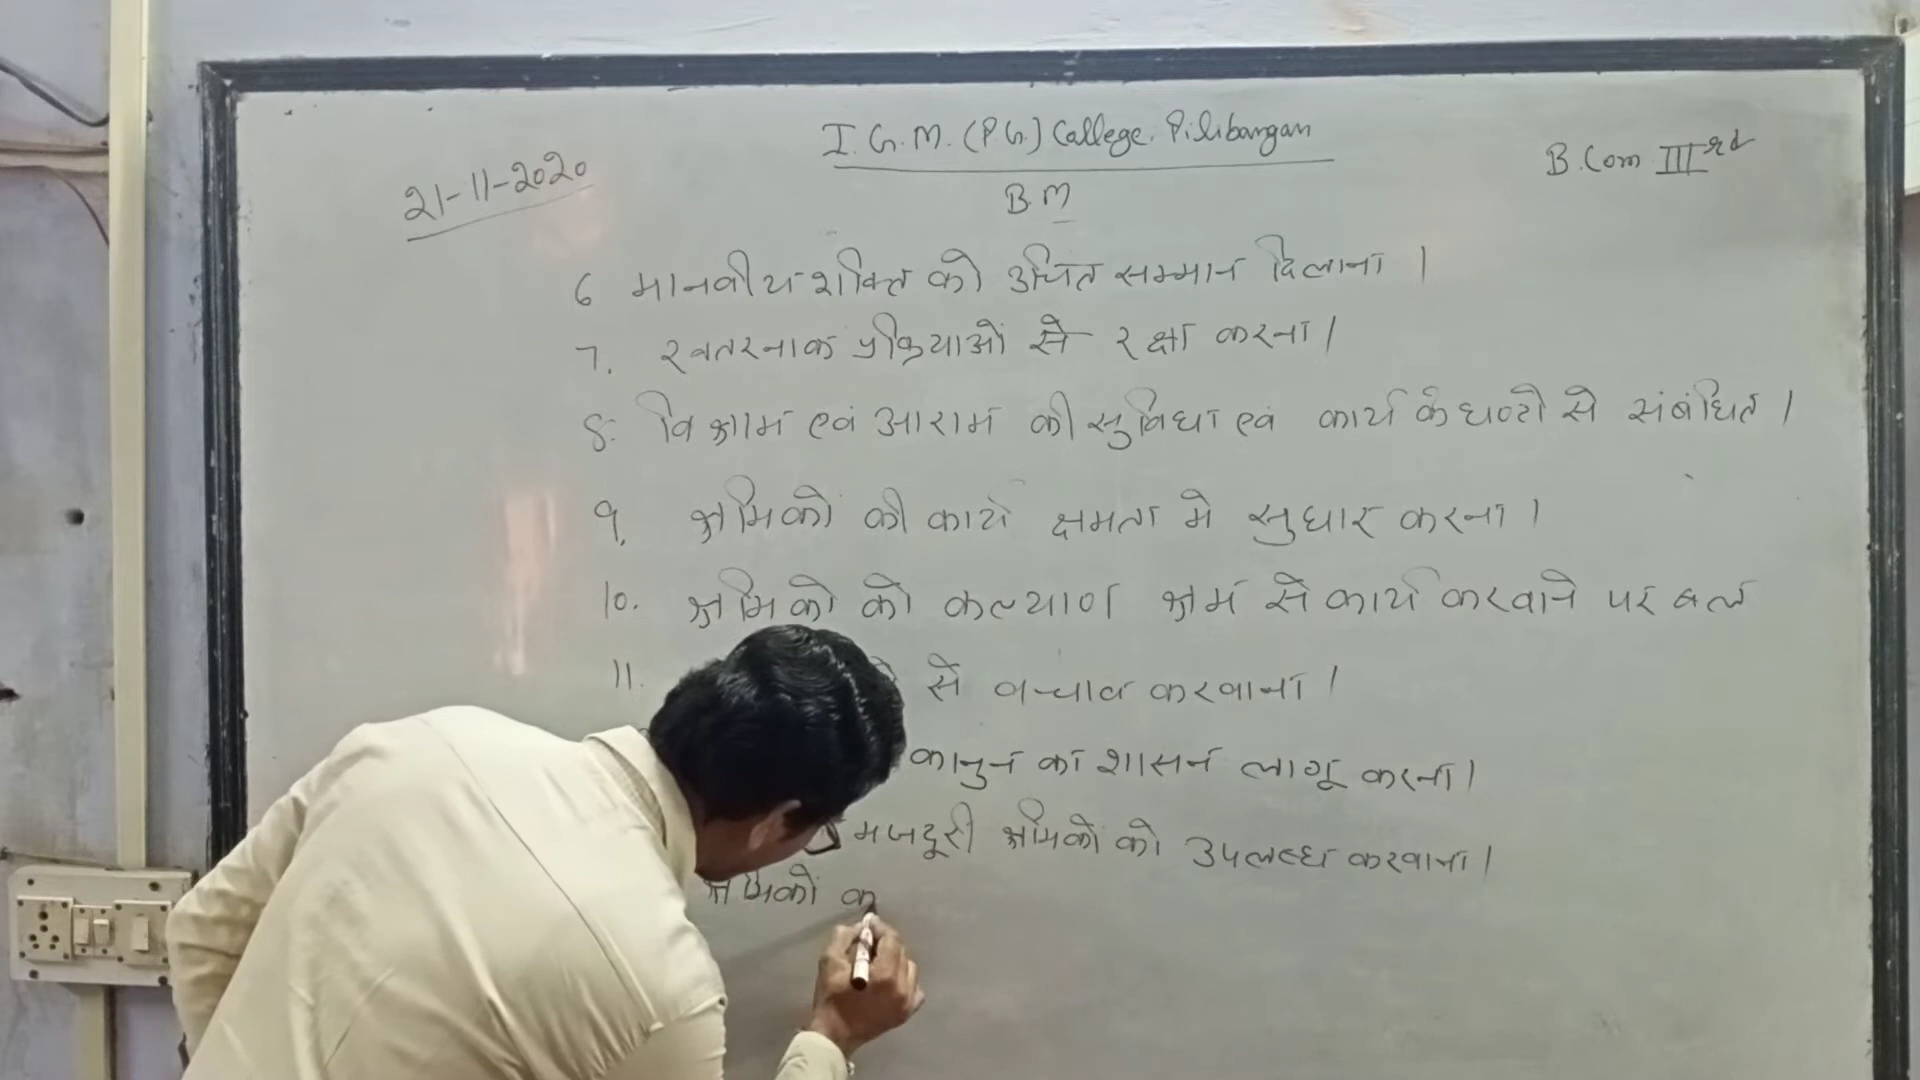 I.G.M. (P.G.) College. Pilibangan
21-11-2020
B.Com IIIrd
B.M
6 मानवीय शक्ति को उचित सम्मान दिलाना ।
7. खतरनाक प्रक्रियाओं से रक्षा करना ।
8. विश्राम एवं आराम की सुविधा एवं कार्य के घण्टो से संबंधित ।
9. श्रमिको की कार्य क्षमता मे सुधार करना ।
10. श्रमिको को कल्याण श्रम से कार्य करवाने पर बल
11. से बचाव करवाना ।
कानुन का शासन लागू करना ।
मजदूरी श्रमिको को उपलब्ध करवाना ।
श्रमिको